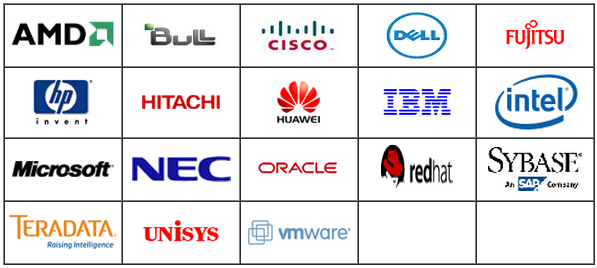 AMD
Bull
CISCO
DELL
FUJITSU
hp
invent
HITACHI
HUAWEI
IBM
intel
Microsoft
NEC
ORACLE
redhat
SYBASE
An SAP Company
TERADATA
Raising Intelligence
UNISYS
vmware